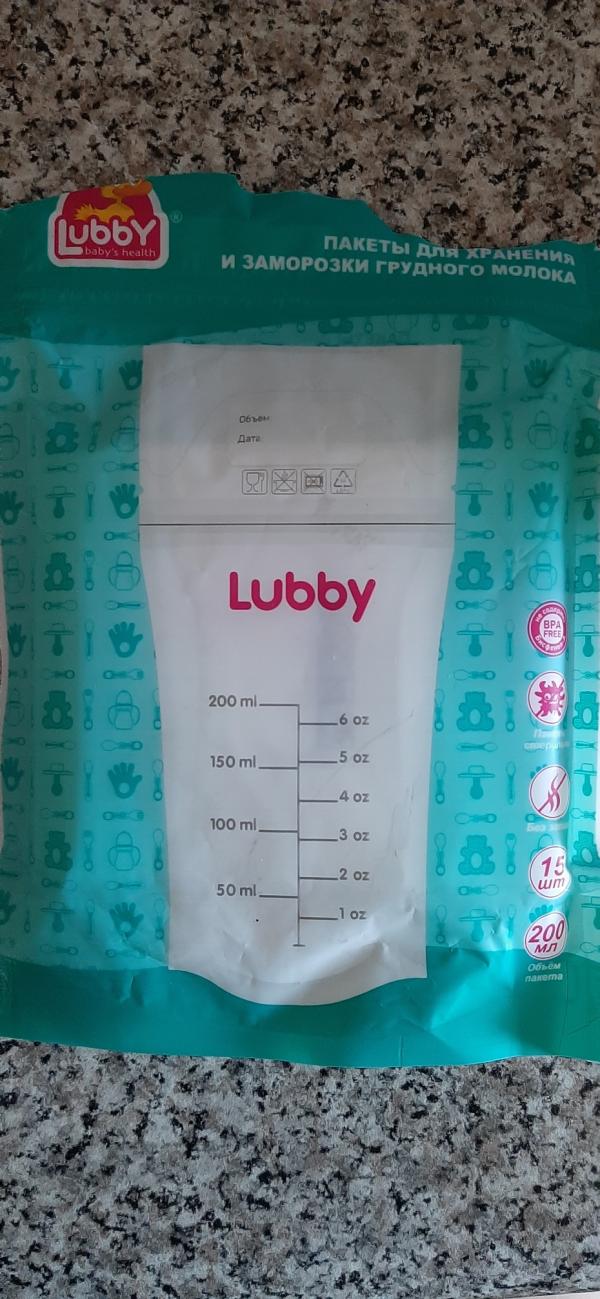 Lubby
baby's health
®
ПАКЕТЫ ДЛЯ ХРАНЕНИЯ
И ЗАМОРОЗКИ ГРУДНОГО МОЛОКА
Объём
Дата
Lubby
200 ml
6 oz
150 ml
5 oz
4 oz
100 ml
3 oz
2 oz
50 ml
1 oz
BPA
FREE
Без
15
шт
200
МЛ
Объём
пакета